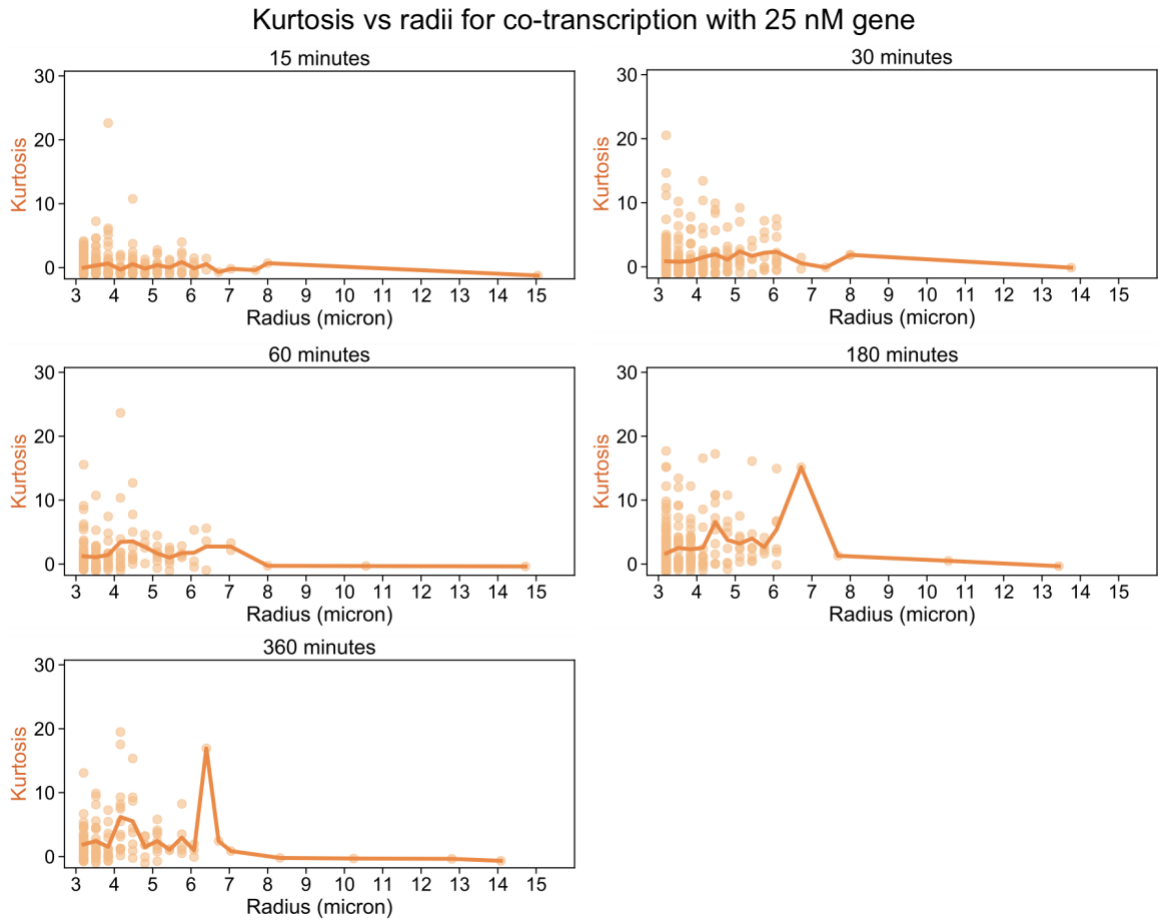 Kurtosis vs radii for co-transcription with 25 nM gene
15 minutes
30
20
10
0
Kurtosis
3 4 5 6 7 8 9 10 11 12 13 14 15
Radius (micron)
30 minutes
30
20
10
0
Kurtosis
3 4 5 6 7 8 9 10 11 12 13 14 15
Radius (micron)
60 minutes
30
20
10
0
Kurtosis
3 4 5 6 7 8 9 10 11 12 13 14 15
Radius (micron)
180 minutes
30
20
10
0
Kurtosis
3 4 5 6 7 8 9 10 11 12 13 14 15
Radius (micron)
360 minutes
30
20
10
0
Kurtosis
3 4 5 6 7 8 9 10 11 12 13 14 15
Radius (micron)